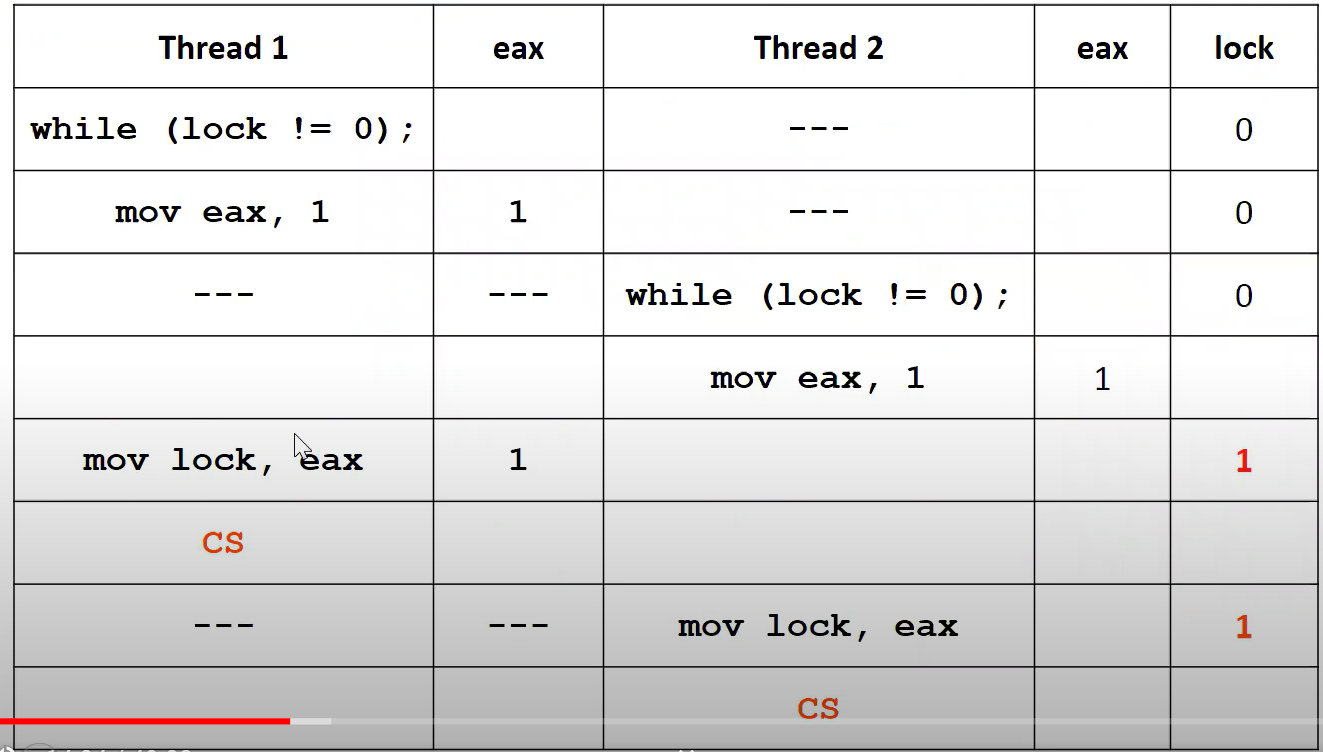 Thread 1 eax Thread 2 eax lock
while (lock != 0); --- 0
mov eax, 1 1 --- 0
--- --- while (lock != 0); 0
mov eax, 1 1
mov lock, eax 1 1
CS
--- --- mov lock, eax 1
CS